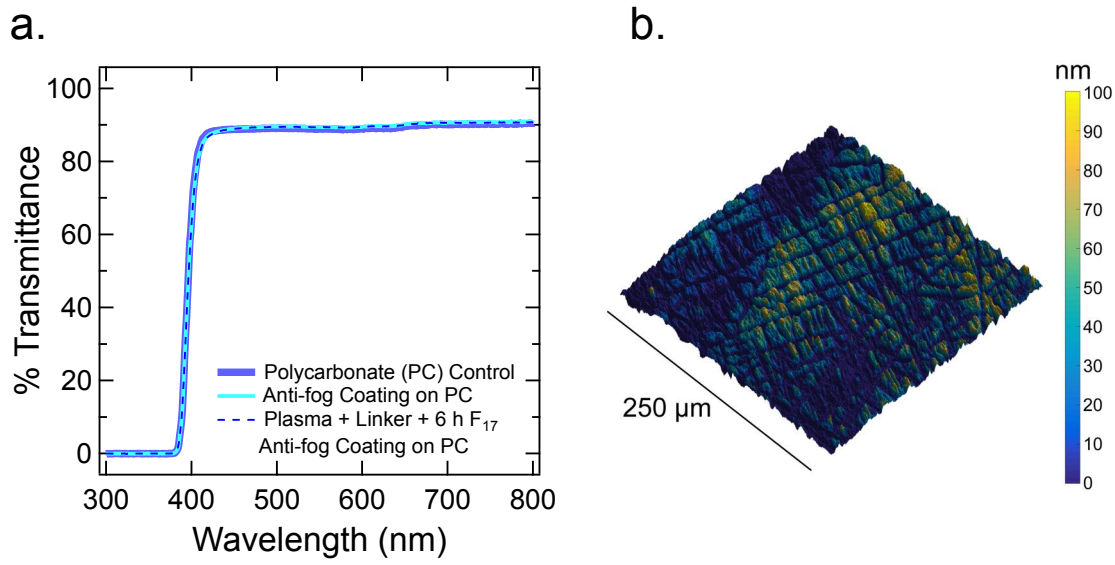 a.
% Transmittance
100
80
60
40
20
0
Polycarbonate (PC) Control
Anti-fog Coating on PC
Plasma + Linker + 6 h F17
Anti-fog Coating on PC
300 400 500 600 700 800
Wavelength (nm)
b.
nm
100
90
80
70
60
50
40
30
20
10
0
250 μm